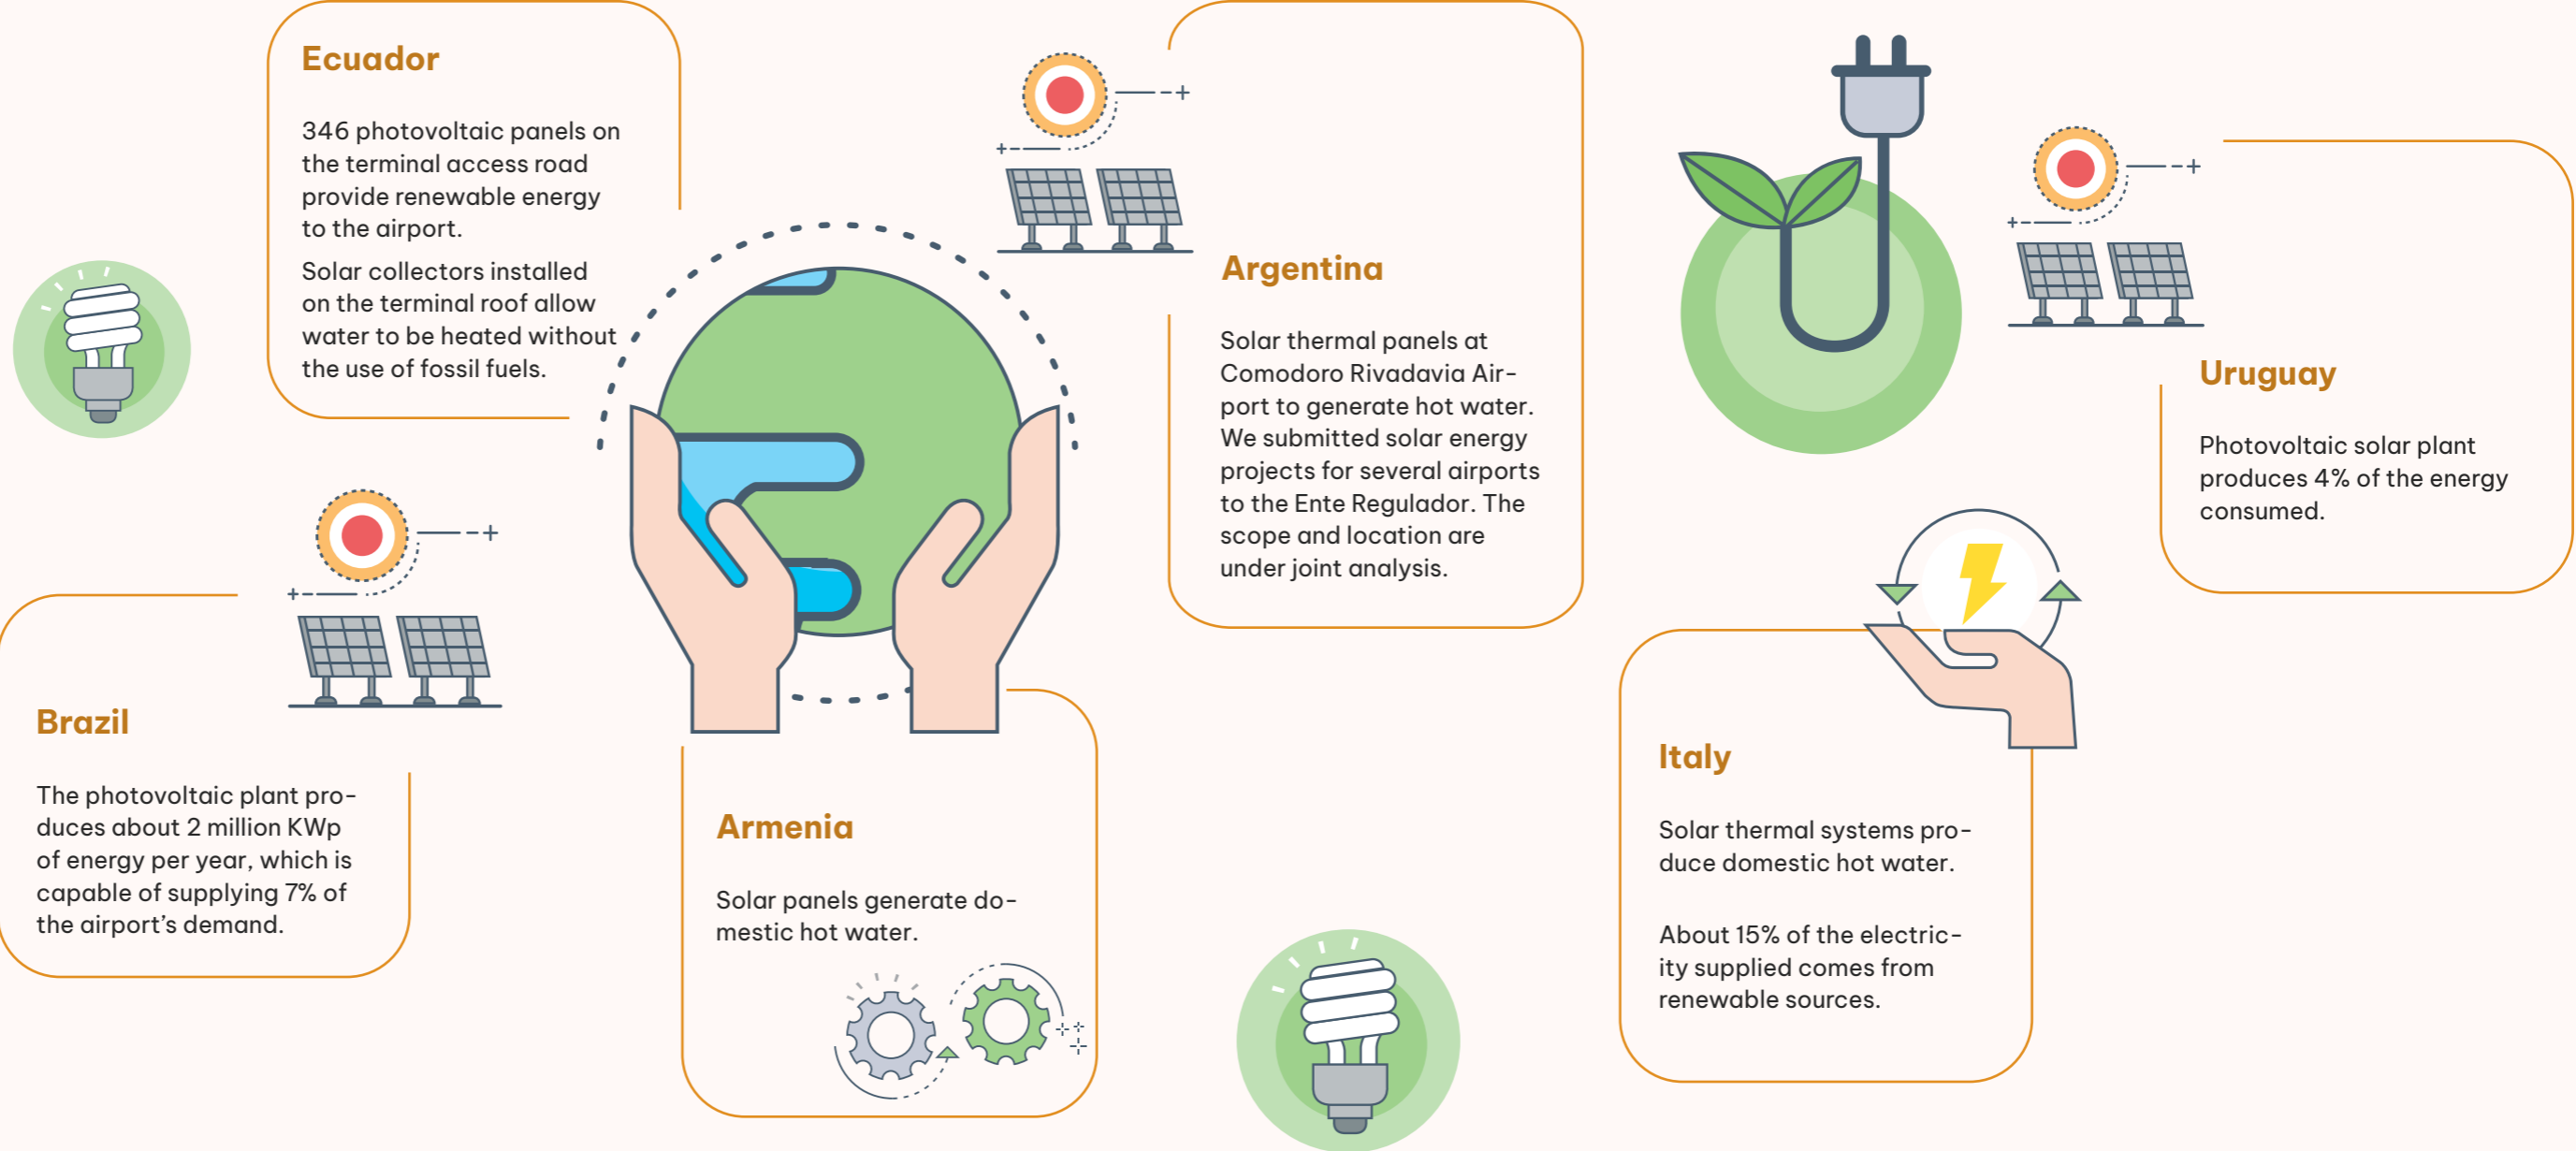 Ecuador
346 photovoltaic panels on
the terminal access road
provide renewable energy
to the airport.
Solar collectors installed
on the terminal roof allow
water to be heated without
the use of fossil fuels.
Brazil
The photovoltaic plant pro-
duces about 2 million KWp
of energy per year, which is
capable of supplying 7% of
the airport's demand.
Armenia
Solar panels generate do-
mestic hot water.
Argentina
Solar thermal panels at
Comodoro Rivadavia Air-
port to generate hot water.
We submitted solar energy
projects for several airports
to the Ente Regulador. The
scope and location are
under joint analysis.
Italy
Solar thermal systems pro-
duce domestic hot water.
About 15% of the electric-
ity supplied comes from
renewable sources.
Uruguay
Photovoltaic solar plant
produces 4% of the energy
consumed.